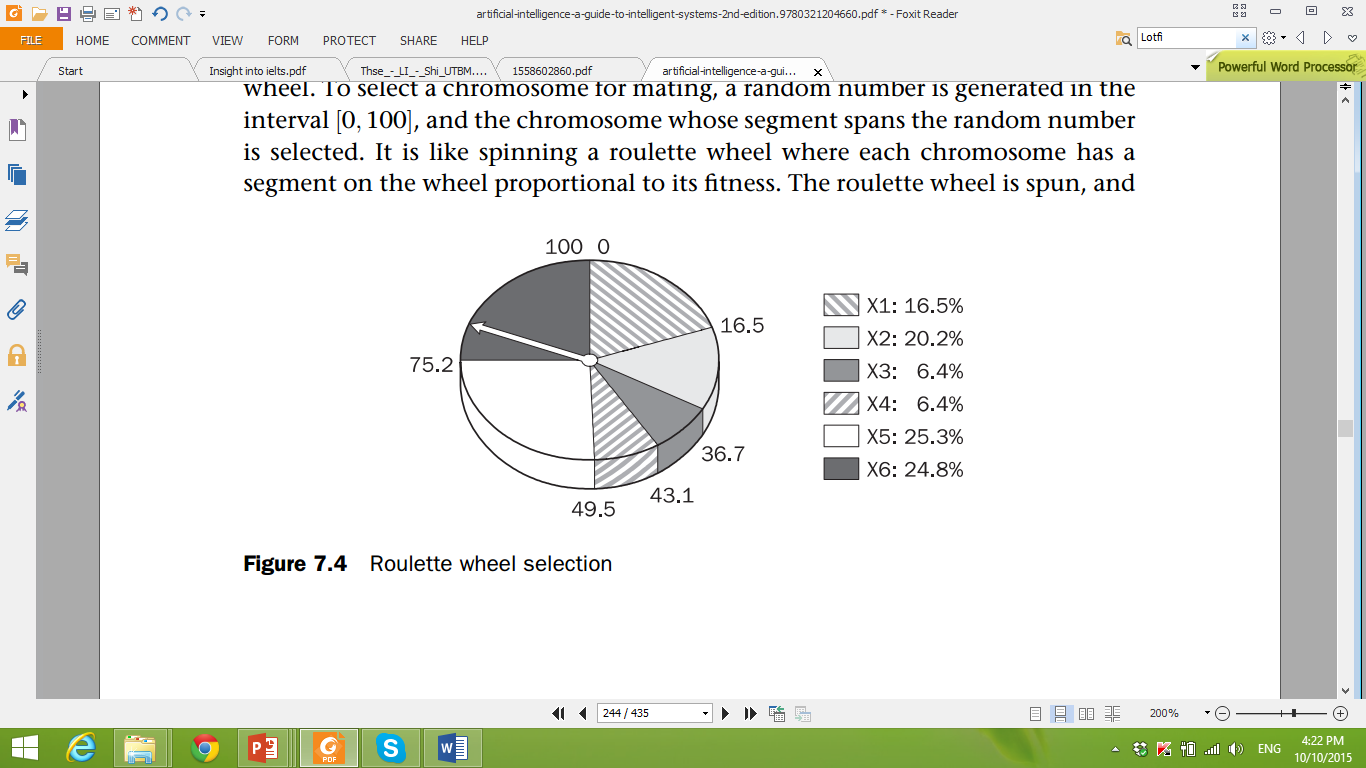 artificial-intelligence-a-guide-to-intelligent-systems-2nd-edition.9780321204660.pdf * - Foxit Reader
FILE HOME COMMENT VIEW FORM PROTECT SHARE HELP
Lotfi
Start
Insight into ielts.pdf
Thse_-_LI_-_Shi_UTBM....
1558602860.pdf
artificial-intelligence-a-gui...
Powerful Word Processor
wheel. To select a chromosome for mating, a random number is generated in the
interval [0, 100], and the chromosome whose segment spans the random number
is selected. It is like spinning a roulette wheel where each chromosome has a
segment on the wheel proportional to its fitness. The roulette wheel is spun, and
100 0
16.5
75.2
36.7
43.1
49.5
X1: 16.5%
X2: 20.2%
X3: 6.4%
X4: 6.4%
X5: 25.3%
X6: 24.8%
Figure 7.4 Roulette wheel selection
244 / 435
200%
PDF
ENG
4:22 PM
10/10/2015